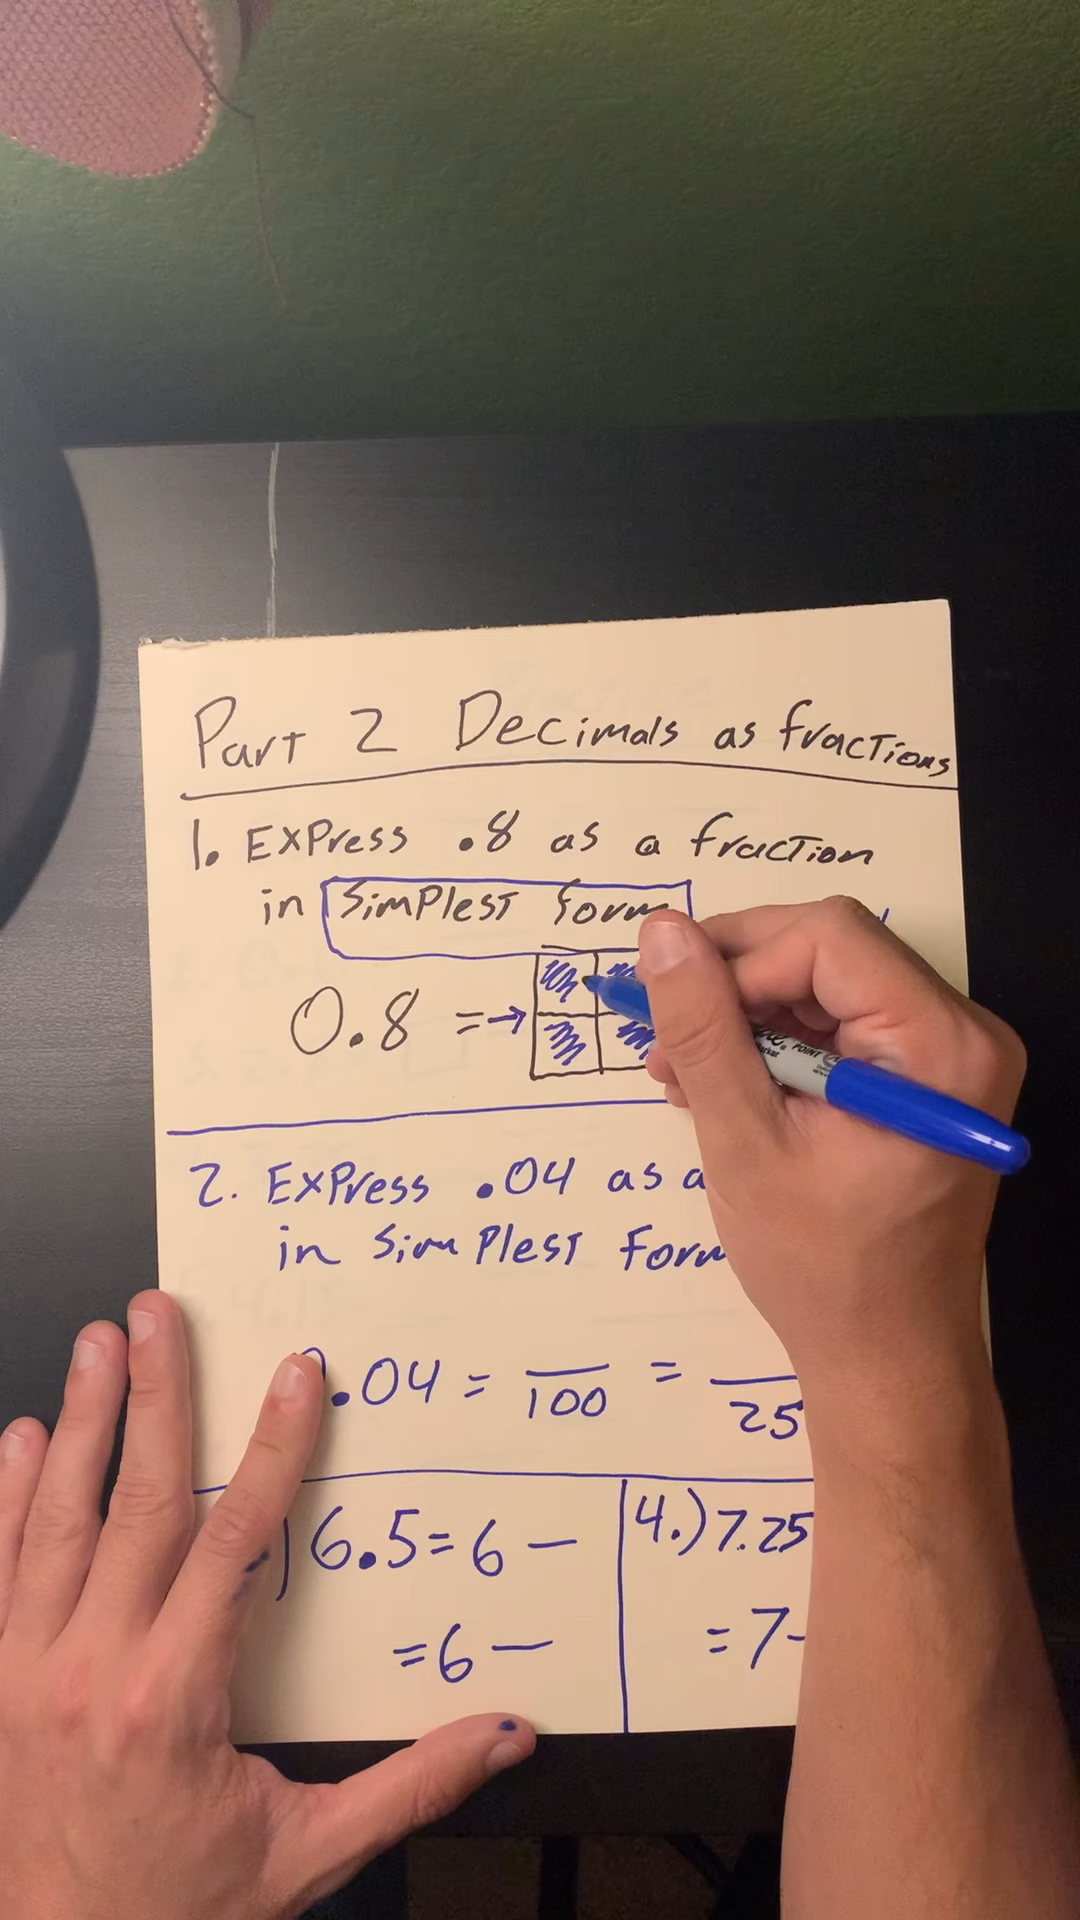 Part 2 Decimals as fractions
1. Express .8 as a fraction
in simplest form
0.8 =→
2. Express .04 as a
in simplest form
.04 = — = —
100 25
) 6.5=6 —
=6 —
4.) 7.25
=7-
POINT